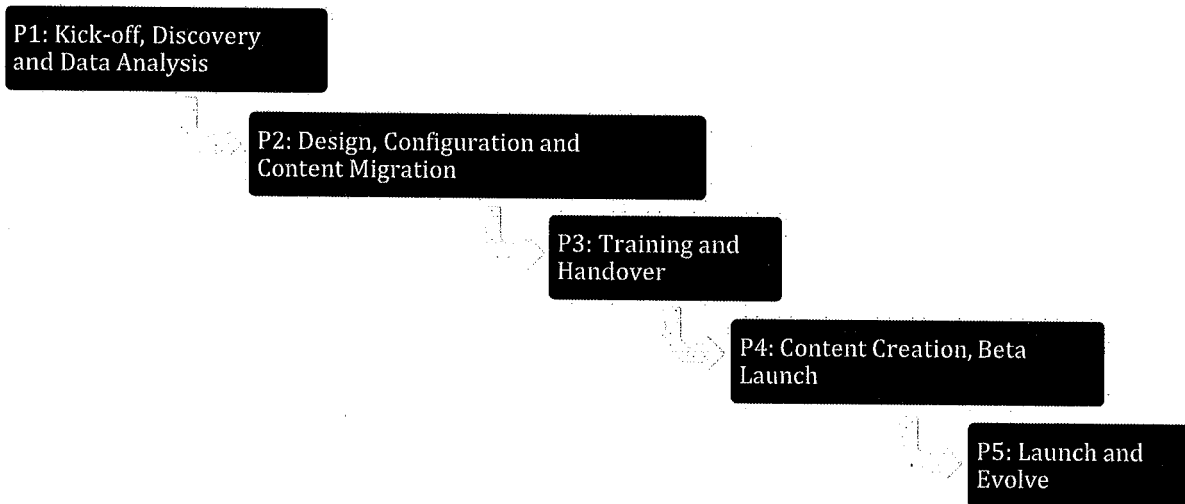 P1: Kick-off, Discovery
and Data Analysis
P2: Design, Configuration and
Content Migration
P3: Training and
Handover
P4: Content Creation, Beta
Launch
P5: Launch and
Evolve